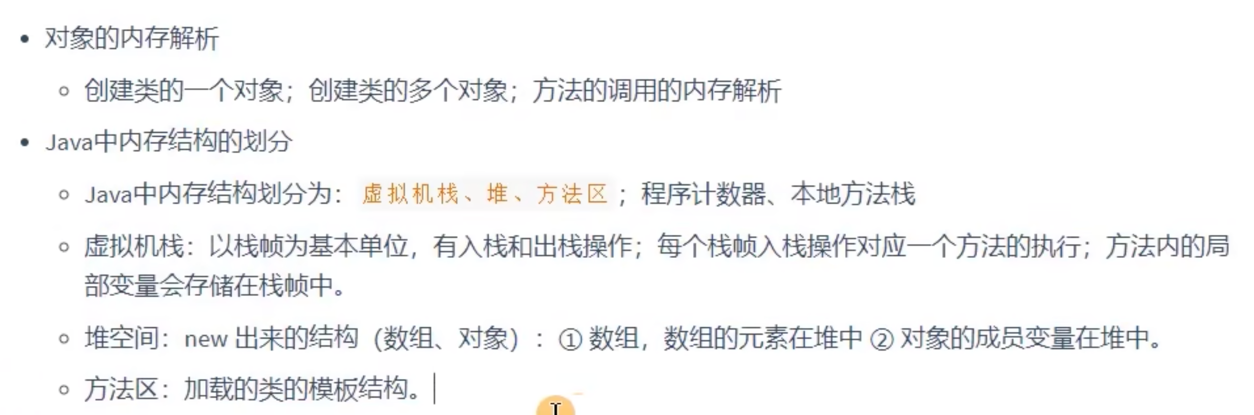 • 对象的内存解析
○ 创建类的一个对象；创建类的多个对象；方法的调用的内存解析
• Java中内存结构的划分
○ Java中内存结构划分为：虚拟机栈、堆、方法区；程序计数器、本地方法栈
○ 虚拟机栈：以栈帧为基本单位，有入栈和出栈操作；每个栈帧入栈操作对应一个方法的执行；方法内的局
部变量会存储在栈帧中。
○ 堆空间：new 出来的结构（数组、对象）：① 数组，数组的元素在堆中 ② 对象的成员变量在堆中。
○ 方法区：加载的类的模板结构。